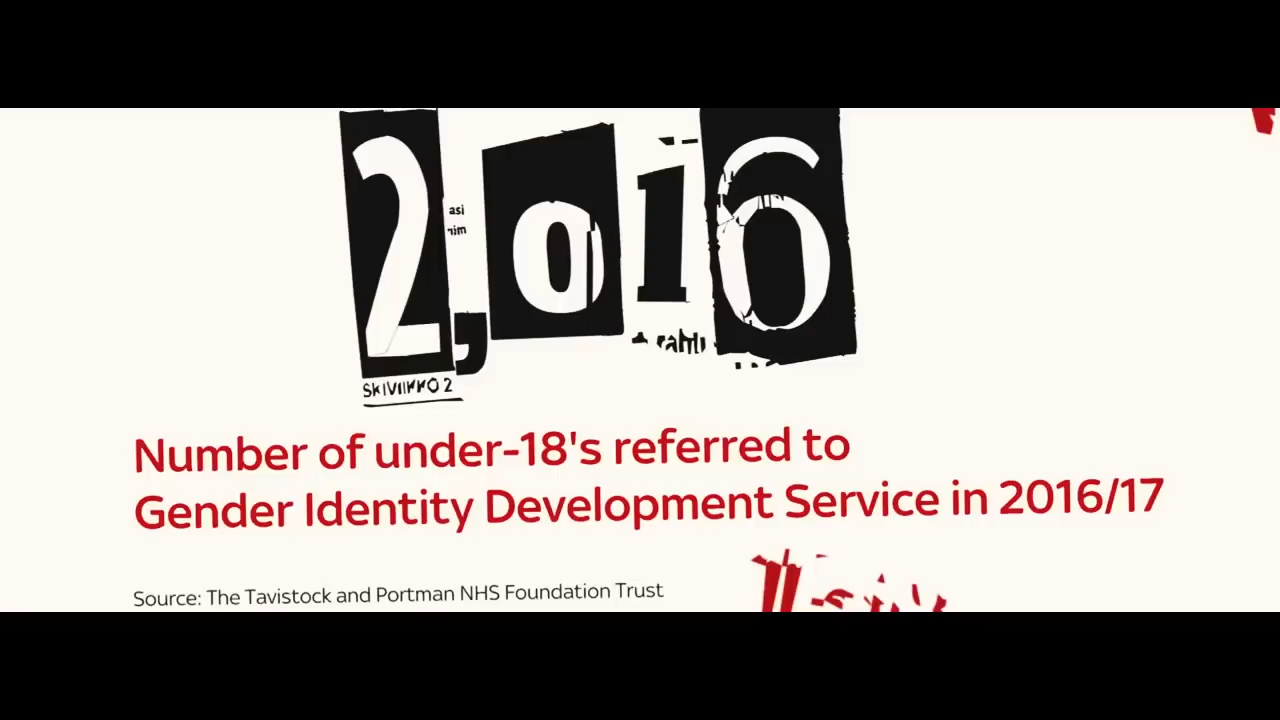 2,016
asi
Number of under-18's referred to
Gender Identity Development Service in 2016/17
Source: The Tavistock and Portman NHS Foundation Trust